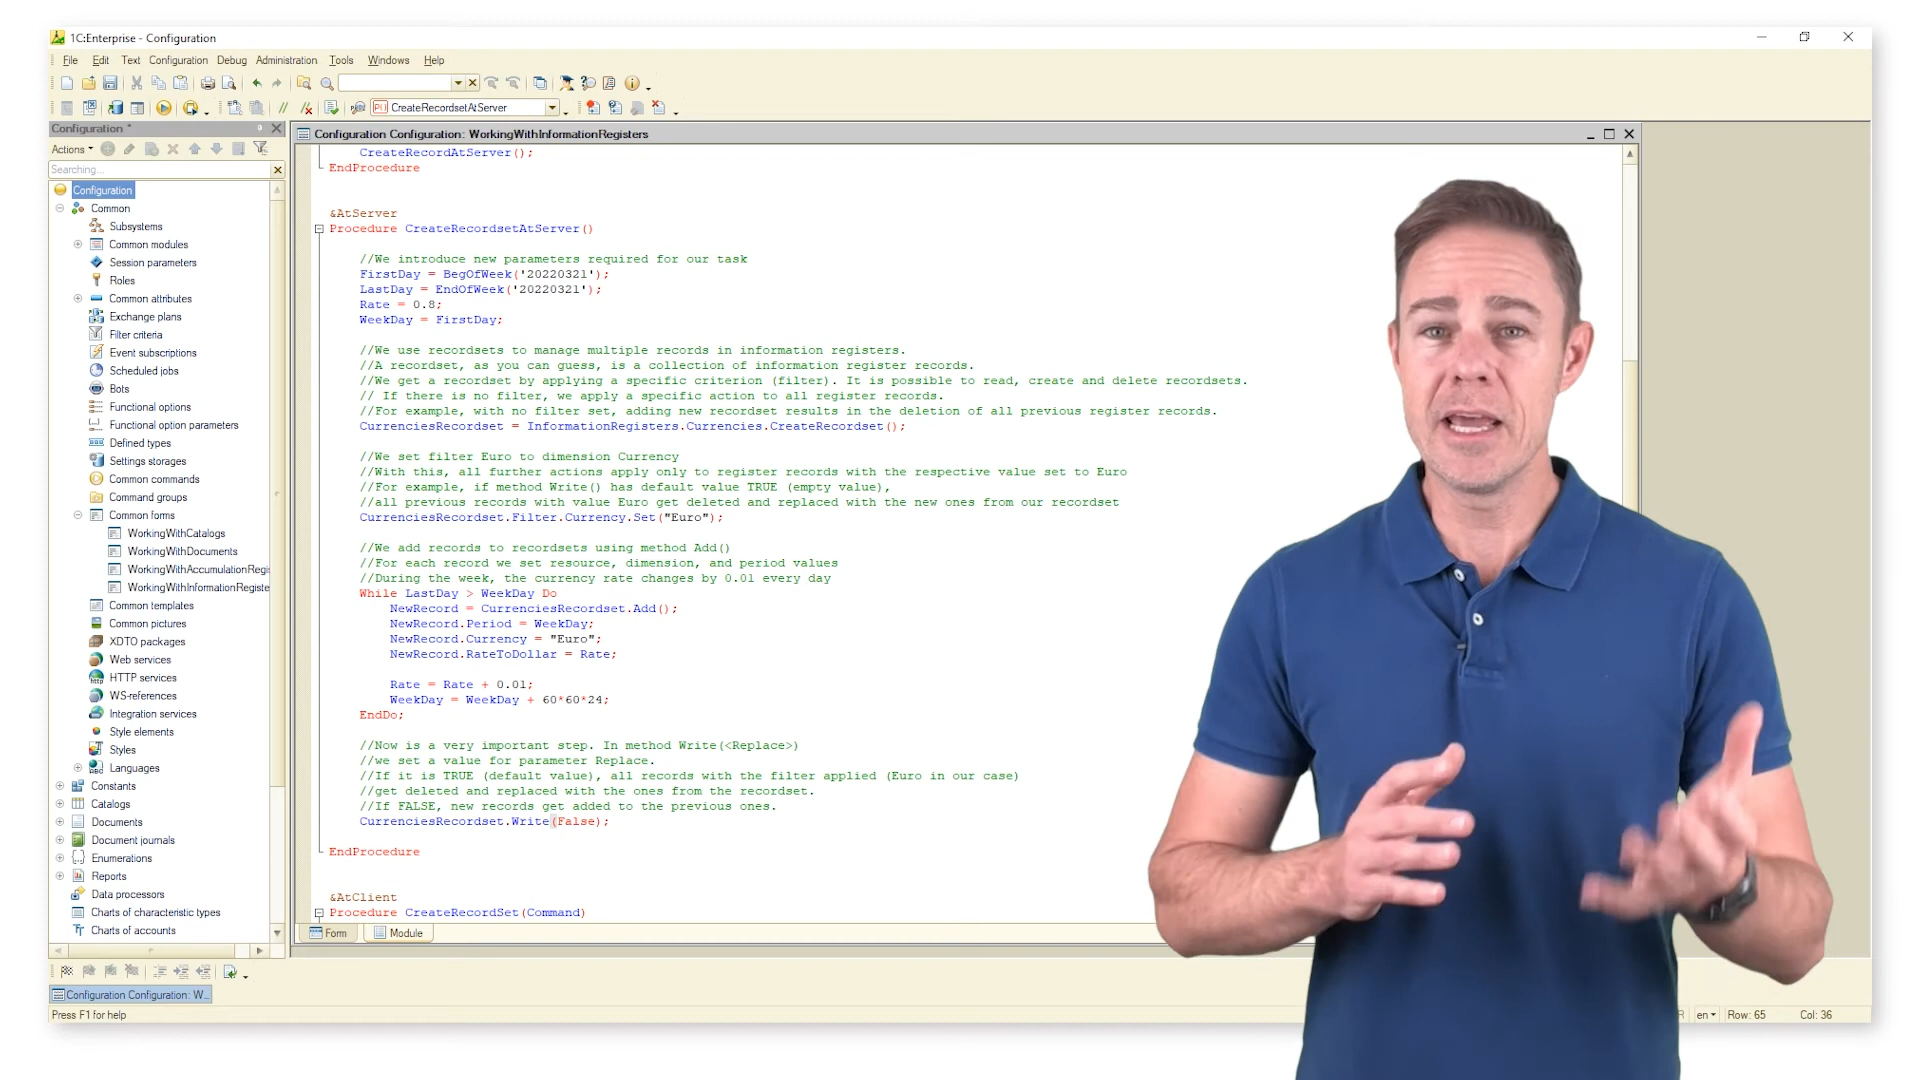 1C:Enterprise - Configuration
File Edit Text Configuration Debug Administration Tools Windows Help
CreateRecordsetAtServer
Configuration *
Configuration Configuration: WorkingWithInformationRegisters
Actions
Searching...
Configuration
Common
Subsystems
Common modules
Session parameters
Roles
Common attributes
Exchange plans
Filter criteria
Event subscriptions
Scheduled jobs
Bots
Functional options
Functional option parameters
Defined types
Settings storages
Common commands
Command groups
Common forms
WorkingWithCatalogs
WorkingWithDocuments
WorkingWithAccumulationRegi
WorkingWithInformationRegiste
Common templates
Common pictures
XDTO packages
Web services
HTTP services
WS-references
Integration services
Style elements
Styles
Languages
Constants
Catalogs
Documents
Document journals
Enumerations
Reports
Data processors
Charts of characteristic types
Charts of accounts
CreateRecordAtServer();
EndProcedure
&AtServer
Procedure CreateRecordsetAtServer()
//We introduce new parameters required for our task
FirstDay = BegOfWeek('20220321');
LastDay = EndOfWeek('20220321');
Rate = 0.8;
WeekDay = FirstDay;
//We use recordsets to manage multiple records in information registers.
//A recordset, as you can guess, is a collection of information register records.
//We get a recordset by applying a specific criterion (filter). It is possible to read, create and delete recordsets.
// If there is no filter, we apply a specific action to all register records.
//For example, with no filter set, adding new recordset results in the deletion of all previous register records.
CurrenciesRecordset = InformationRegisters.Currencies.CreateRecordset();
//We set filter Euro to dimension Currency
//With this, all further actions apply only to register records with the respective value set to Euro
//For example, if method Write() has default value TRUE (empty value),
//all previous records with value Euro get deleted and replaced with the new ones from our recordset
CurrenciesRecordset.Filter.Currency.Set("Euro");
//We add records to recordsets using method Add()
//For each record we set resource, dimension, and period values
//During the week, the currency rate changes by 0.01 every day
While LastDay > WeekDay Do
NewRecord = CurrenciesRecordset.Add();
NewRecord.Period = WeekDay;
NewRecord.Currency = "Euro";
NewRecord.RateToDollar = Rate;
Rate = Rate + 0.01;
WeekDay = WeekDay + 60*60*24;
EndDo;
//Now is a very important step. In method Write(<Replace>)
//we set a value for parameter Replace.
//If it is TRUE (default value), all records with the filter applied (Euro in our case)
//get deleted and replaced with the ones from the recordset.
//If FALSE, new records get added to the previous ones.
CurrenciesRecordset.Write(False);
EndProcedure
&AtClient
Procedure CreateRecordSet(Command)
Form Module
Configuration Configuration: W...
Press F1 for help
en Row: 65 Col: 36